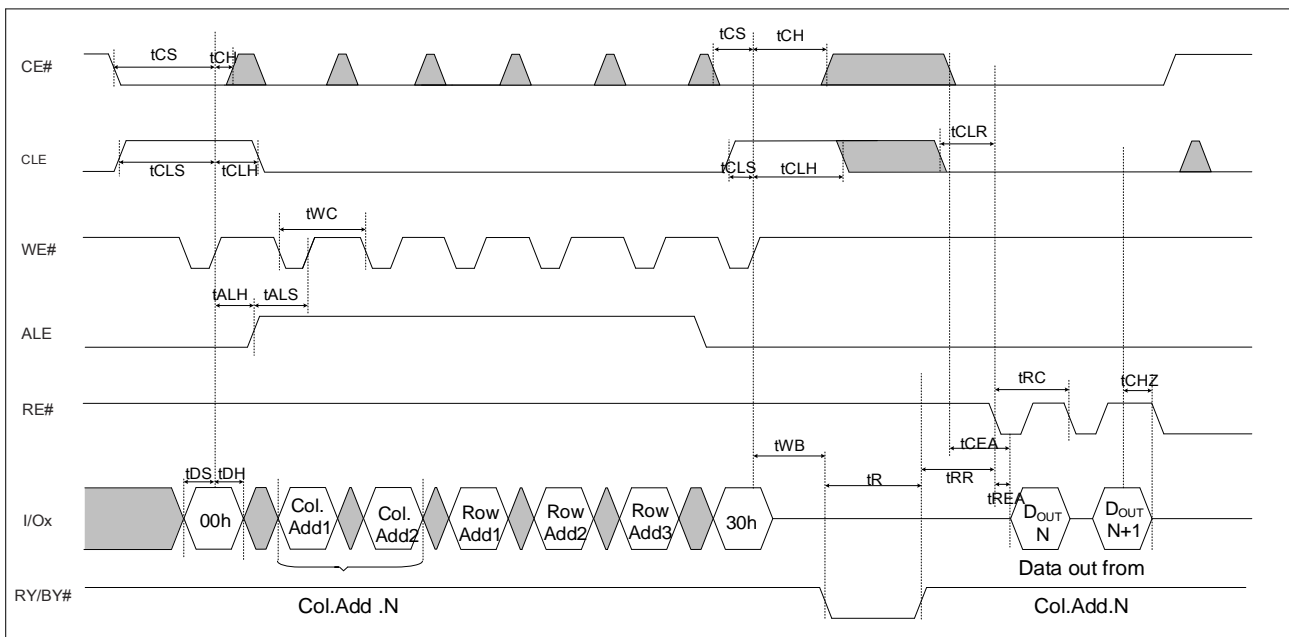 tCS
tCH
tCS
tCH
CE#
tCLR
CLE
tCLS
tCLH
tCLS
tCLH
tWC
WE#
tALH
tALS
ALE
tRC
tCHZ
RE#
tCEA
tWB
tDS
tDH
tR
tRR
tREA
I/Ox
00h
Col.
Add1
Col.
Add2
Row
Add1
Row
Add2
Row
Add3
30h
DOUT
N
DOUT
N+1
Data out from
RY/BY#
Col.Add .N
Col.Add.N